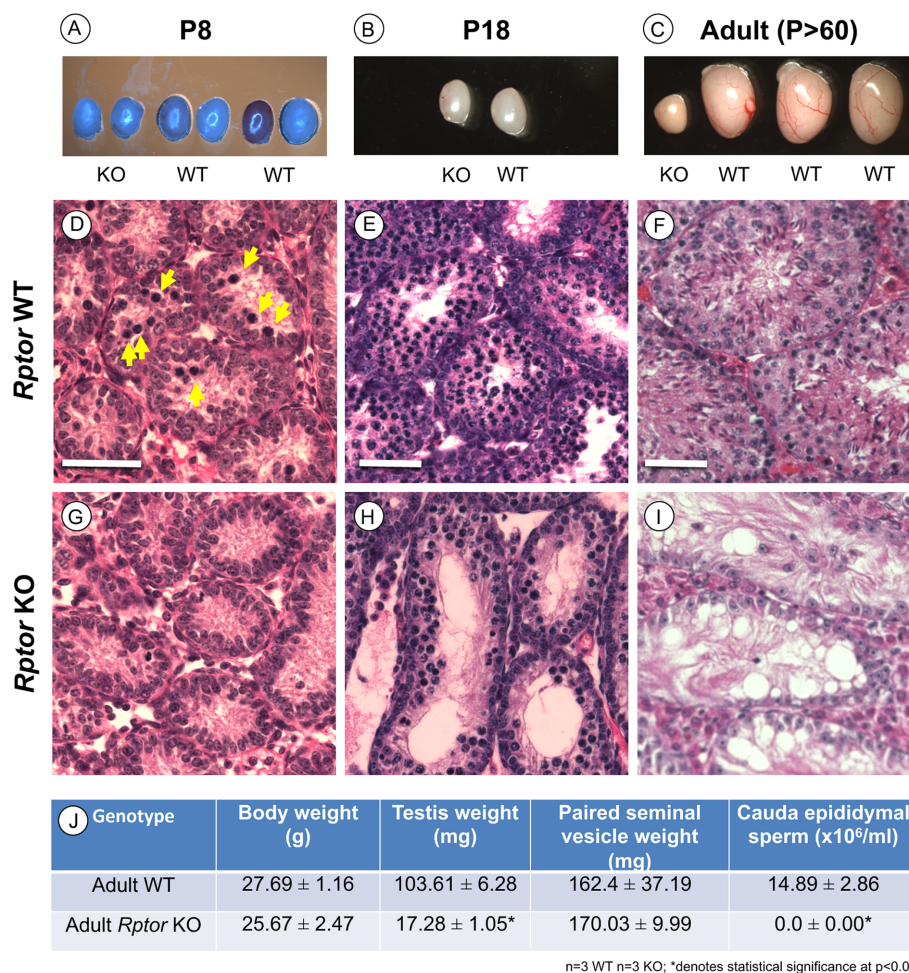 A P8
B P18
C Adult (P>60)
KO WT WT
KO WT
KO WT WT WT
Rptor WT
D
E
F
Rptor KO
G
H
I
J Genotype
Body weight
(g)
Testis weight
(mg)
Paired seminal
vesicle weight
(mg)
Cauda epididymal
sperm (x10⁶/ml)
Adult WT 27.69 ± 1.16 103.61 ± 6.28 162.4 ± 37.19 14.89 ± 2.86
Adult Rptor KO 25.67 ± 2.47 17.28 ± 1.05* 170.03 ± 9.99 0.0 ± 0.00*
n=3 WT n=3 KO; *denotes statistical significance at p<0.0